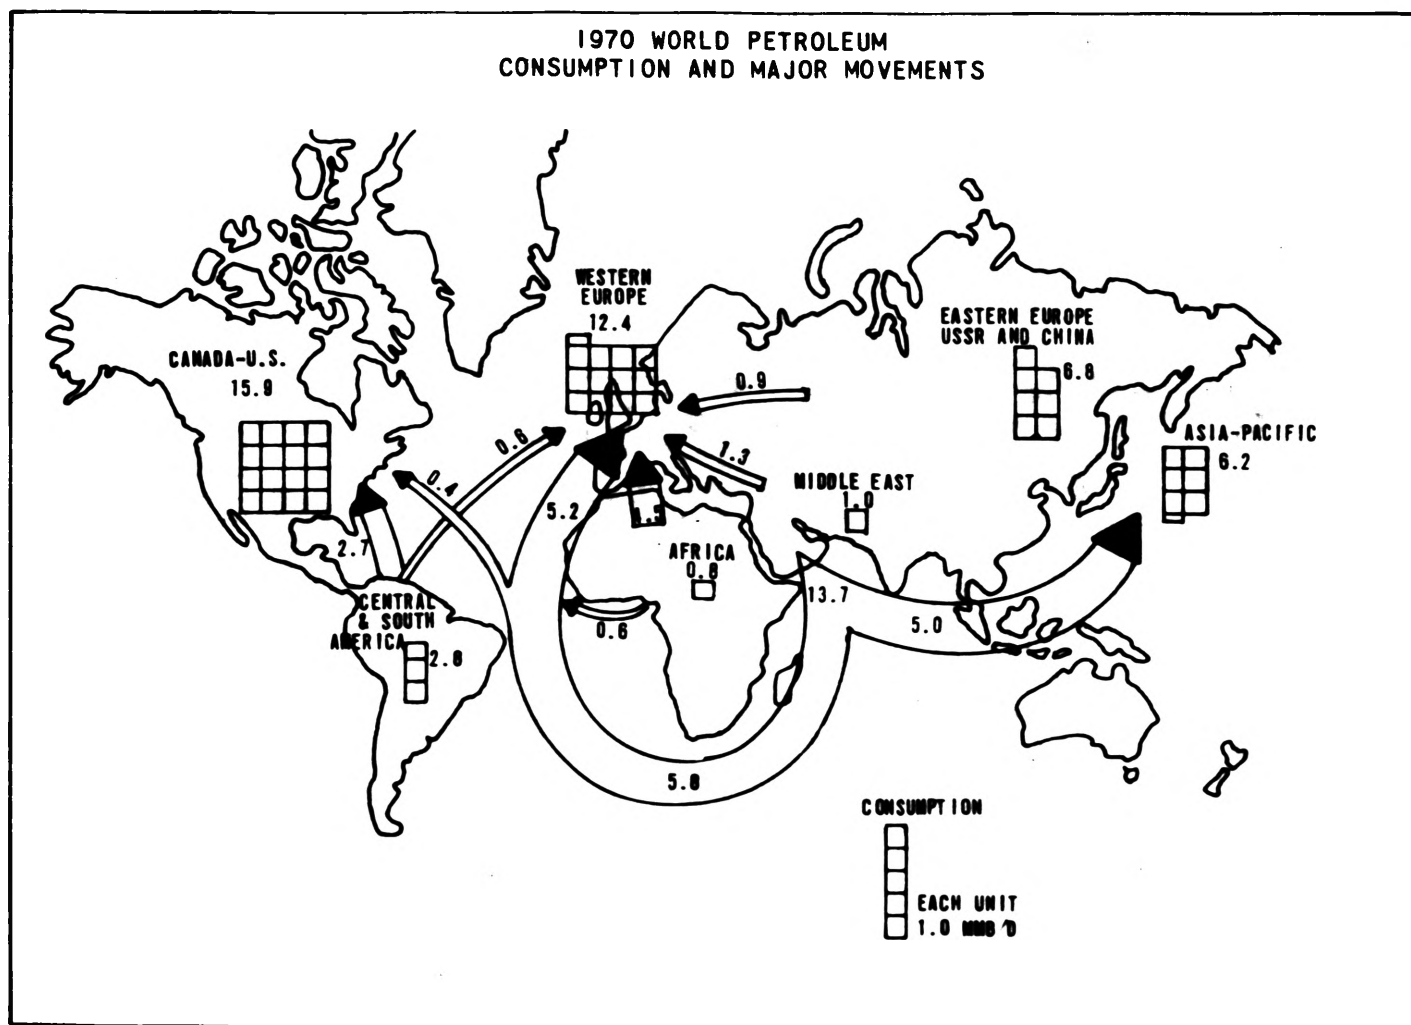 1970 WORLD PETROLEUM
CONSUMPTION AND MAJOR MOVEMENTS
WESTERN
EUROPE
12.4
EASTERN EUROPE
USSR AND CHINA
6.8
CANADA-U.S.
15.9
0.9
0.6
1.3
ASIA-PACIFIC
6.2
0.4
MIDDLE EAST
1.0
5.2
2.7
AFRICA
0.8
13.7
CENTRAL
& SOUTH
AMERICA
2.8
0.6
5.0
5.8
CONSUMPTION
EACH UNIT
1.0 MMB/D